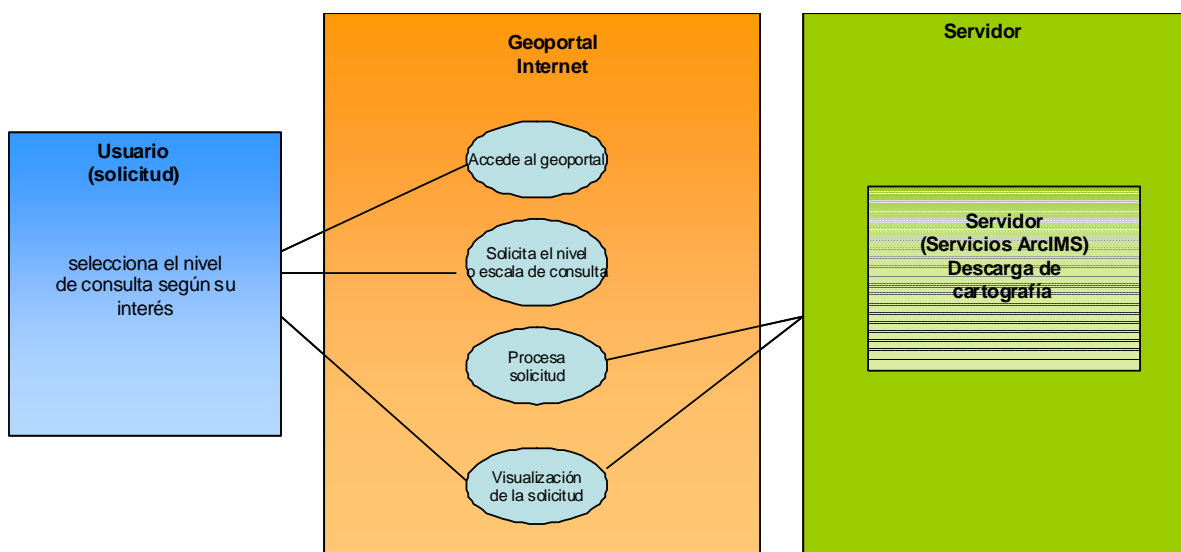 Usuario
(solicitud)
selecciona el nivel
de consulta según su
interés
Geoportal
Internet
Accede al geoportal
Solicita el nivel
o escala de consulta
Procesa
solicitud
Visualización
de la solicitud
Servidor
Servidor
(Servicios ArcIMS)
Descarga de
cartografía